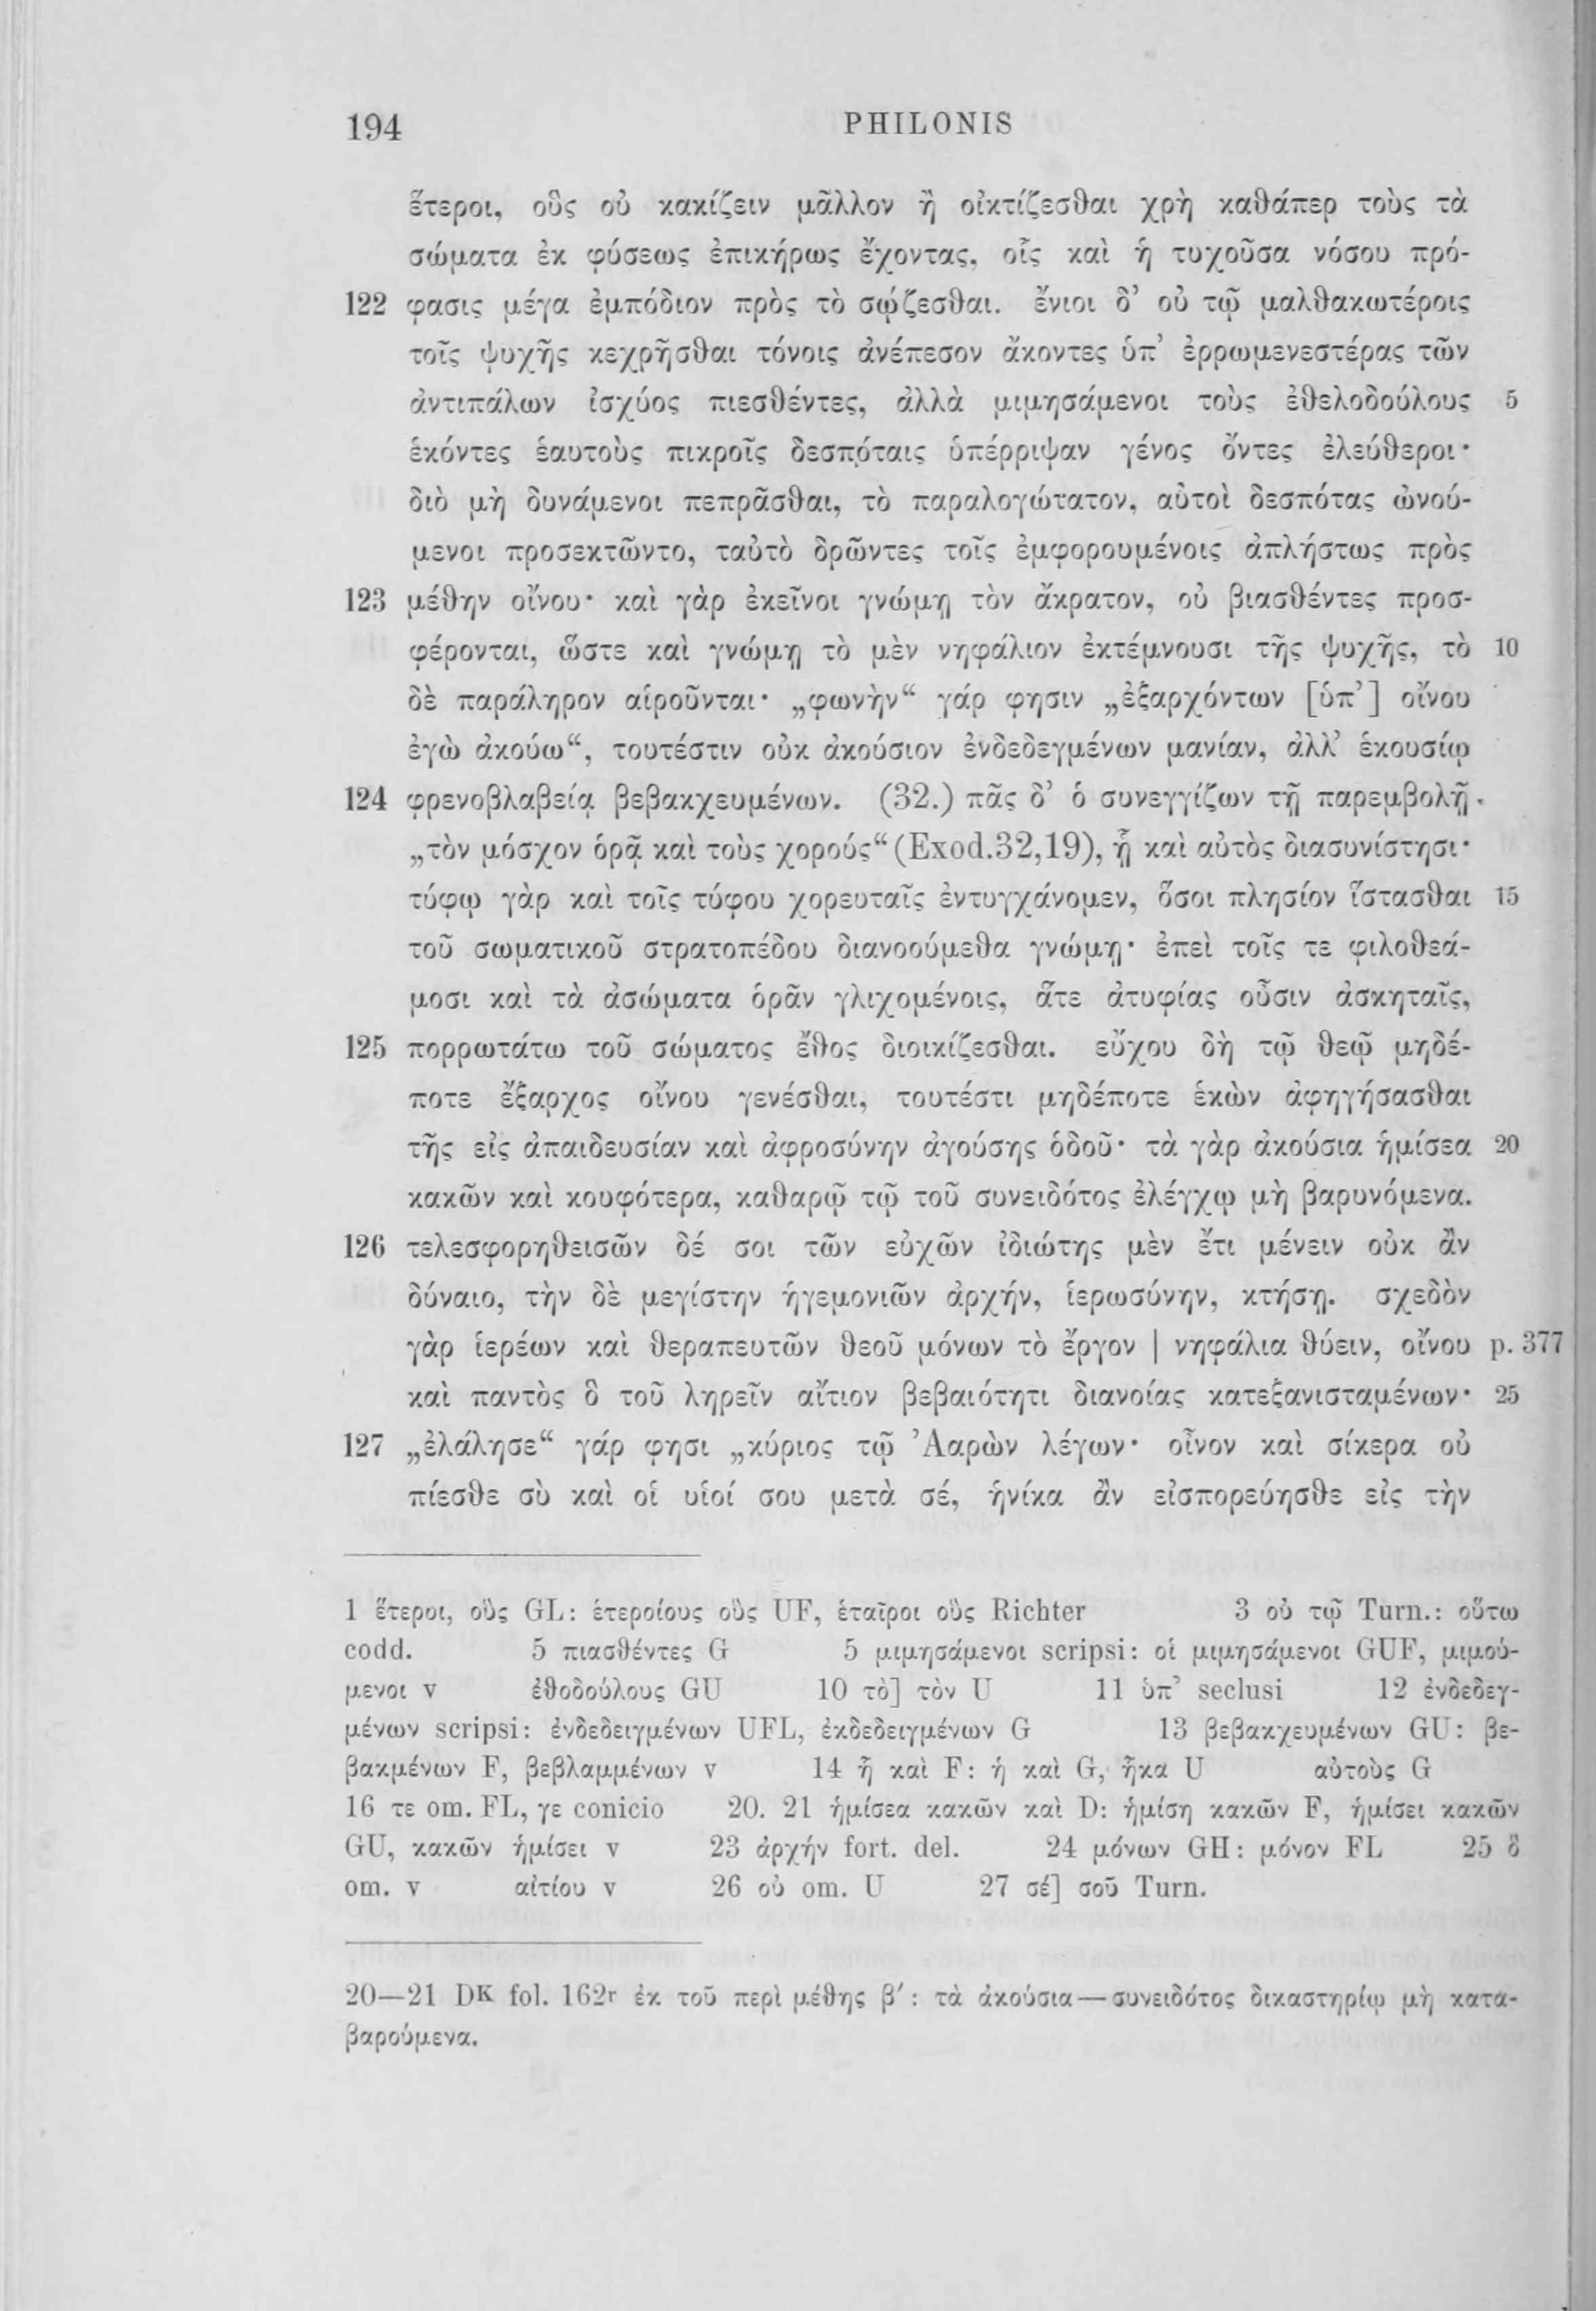 194 PHILONIS
ἕτεροι, οὓς οὐ κακίζειν μᾶλλον ἢ οἰκτίζεσθαι χρὴ καθάπερ τοὺς τὰ
σώματα ἐκ φύσεως ἐπικήρως ἔχοντας, οἷς καὶ ἡ τυχοῦσα νόσου πρό-
122 φασις μέγα ἐμπόδιον πρὸς τὸ σῴζεσθαι. ἔνιοι δ’ οὐ τῷ μαλθακωτέροις
τοῖς ψυχῆς κεχρῆσθαι τόνοις ἀνέπεσον ἄκοντες ὑπ’ ἐρρωμενεστέρας τῶν
ἀντιπάλων ἰσχύος πιεσθέντες, ἀλλὰ μιμησάμενοι τοὺς ἐθελοδούλους 5
ἑκόντες ἑαυτοὺς πικροῖς δεσπόταις ὑπέρριψαν γένος ὄντες ἐλεύθεροι·
διὸ μὴ δυνάμενοι πεπρᾶσθαι, τὸ παραλογώτατον, αὐτοὶ δεσπότας ὠνού-
μενοι προσεκτῶντο, ταὐτὸ δρῶντες τοῖς ἐμφορουμένοις ἀπλήστως πρὸς
123 μέθην οἴνου· καὶ γὰρ ἐκεῖνοι γνώμῃ τὸν ἄκρατον, οὐ βιασθέντες προσ-
φέρονται, ὥστε καὶ γνώμῃ τὸ μὲν νηφάλιον ἐκτέμνουσι τῆς ψυχῆς, τὸ 10
δὲ παράληρον αἱροῦνται· „φωνὴν“ γάρ φησιν „ἐξαρχόντων [ὑπ’] οἴνου
ἐγὼ ἀκούω“, τουτέστιν οὐκ ἀκούσιον ἐνδεδεγμένων μανίαν, ἀλλ’ ἑκουσίῳ
124 φρενοβλαβείᾳ βεβακχευμένων. (32.) πᾶς δ’ ὁ συνεγγίζων τῇ παρεμβολῇ
„τὸν μόσχον ὁρᾷ καὶ τοὺς χορούς“ (Exod.32,19), ᾗ καὶ αὐτὸς διασυνίστησι·
τύφῳ γὰρ καὶ τοῖς τύφου χορευταῖς ἐντυγχάνομεν, ὅσοι πλησίον ἵστασθαι 15
τοῦ σωματικοῦ στρατοπέδου διανοούμεθα γνώμῃ· ἐπεὶ τοῖς τε φιλοθεά-
μοσι καὶ τὰ ἀσώματα ὁρᾶν γλιχομένοις, ἅτε ἀτυφίας οὖσιν ἀσκηταῖς,
125 πορρωτάτω τοῦ σώματος ἔθος διοικίζεσθαι. εὔχου δὴ τῷ θεῷ μηδέ-
ποτε ἔξαρχος οἴνου γενέσθαι, τουτέστι μηδέποτε ἑκὼν ἀφηγήσασθαι
τῆς εἰς ἀπαιδευσίαν καὶ ἀφροσύνην ἀγούσης ὁδοῦ· τὰ γὰρ ἀκούσια ἡμίσεα 20
κακῶν καὶ κουφότερα, καθαρῷ τῷ τοῦ συνειδότος ἐλέγχῳ μὴ βαρυνόμενα.
126 τελεσφορηθεισῶν δέ σοι τῶν εὐχῶν ἰδιώτης μὲν ἔτι μένειν οὐκ ἂν
δύναιο, τὴν δὲ μεγίστην ἡγεμονιῶν ἀρχήν, ἱερωσύνην, κτήσῃ. σχεδὸν
γὰρ ἱερέων καὶ θεραπευτῶν θεοῦ μόνων τὸ ἔργον | νηφάλια θύειν, οἴνου p. 377
καὶ παντὸς ὃ τοῦ ληρεῖν αἴτιον βεβαιότητι διανοίας κατεξανισταμένων· 25
127 „ἐλάλησε“ γάρ φησι „κύριος τῷ Ἀαρὼν λέγων· οἶνον καὶ σίκερα οὐ
πίεσθε σὺ καὶ οἱ υἱοί σου μετὰ σέ, ἡνίκα ἂν εἰσπορεύησθε εἰς τὴν
1 ἕτεροι, οὓς GL: ἑτεροίους οὓς UF, ἑταῖροι οὓς Richter 3 οὐ τῷ Turn.: οὕτω
codd. 5 πιασθέντες G 5 μιμησάμενοι scripsi: οἱ μιμησάμενοι GUF, μιμού-
μενοι v ἐθοδούλους GU 10 τὸ] τὸν U 11 ὑπ’ seclusi 12 ἐνδεδεγ-
μένων scripsi: ἐνδεδειγμένων UFL, ἐκδεδειγμένων G 13 βεβακχευμένων GU: βε-
βακμένων F, βεβλαμμένων v 14 ᾗ καὶ F: ἡ καὶ G, ἧκα U αὐτοὺς G
16 τε om. FL, γε conicio 20. 21 ἡμίσεα κακῶν καὶ D: ἡμίση κακῶν F, ἡμίσει κακῶν
GU, κακῶν ἡμίσει v 23 ἀρχήν fort. del. 24 μόνων GH: μόνον FL 25 ὃ
om. v αἰτίου v 26 οὐ om. U 27 σέ] σοῦ Turn.
20—21 DK fol. 162r ἐκ τοῦ περὶ μέθης β′: τὰ ἀκούσια — συνειδότος δικαστηρίῳ μὴ κατα-
βαρούμενα.